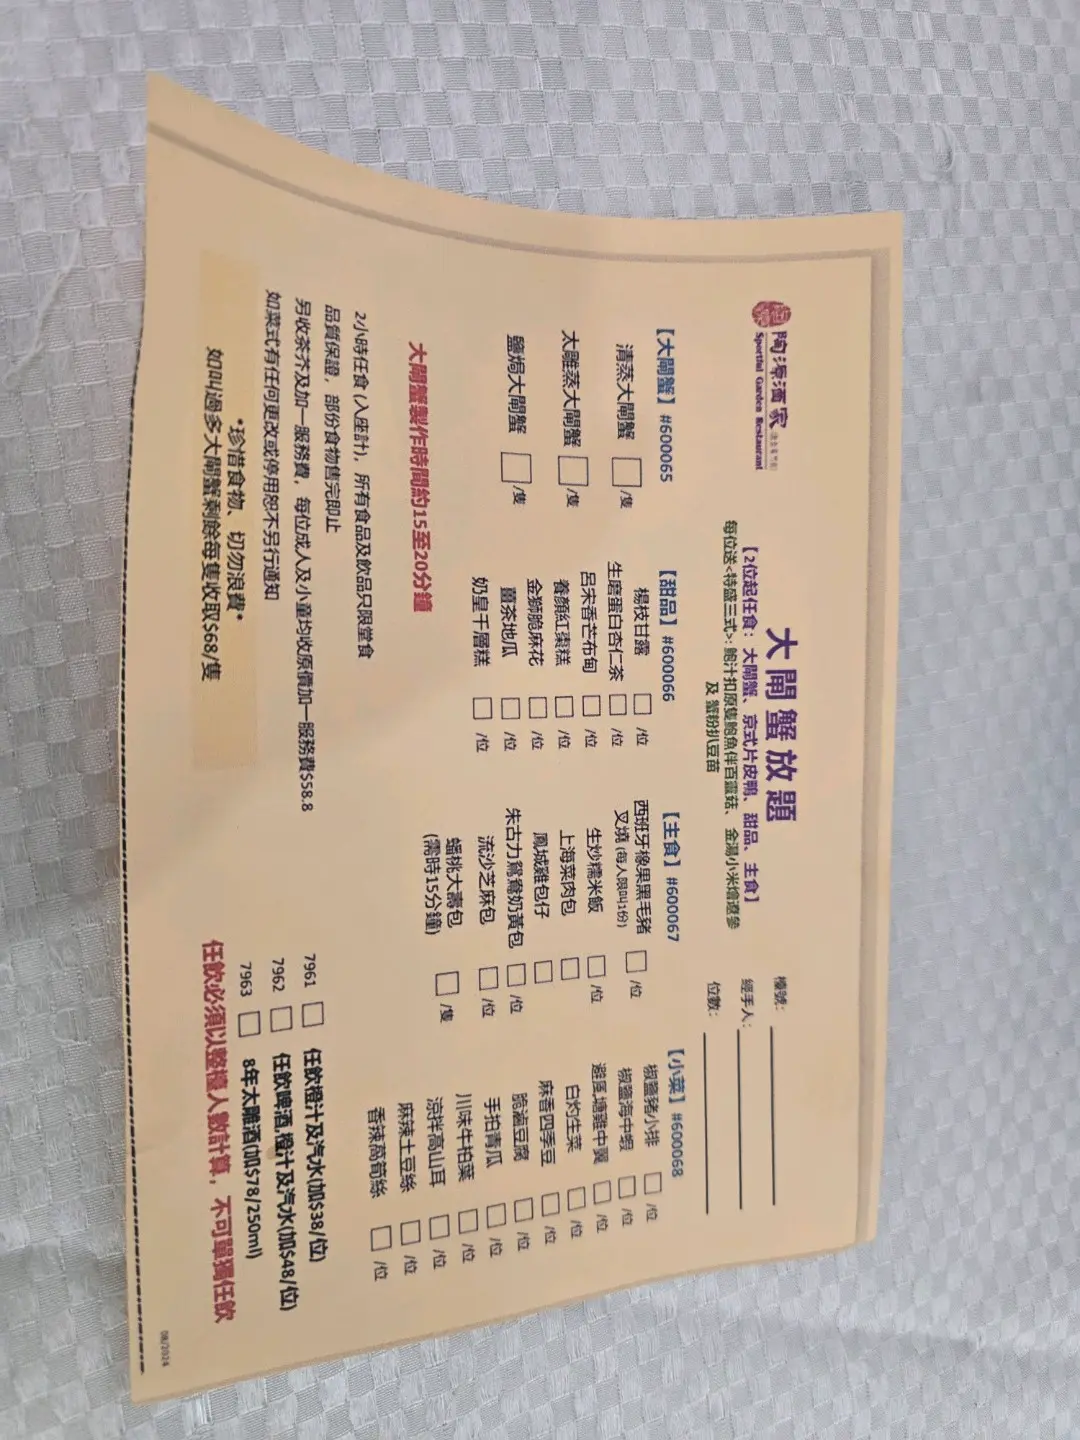 陶源酒家
Sportful Garden Restaurant
大閘蟹放題
【2位起任食：大閘蟹、京式片皮鴨、甜品、主食】
每位送<特盛三式>: 鮑汁扣原隻鮑魚伴百靈菇、金湯小米燴遼參
及 蟹粉扒豆苗
檯號：
經手人：
位數：
【大閘蟹】#600065
清蒸大閘蟹 /隻
太雕蒸大閘蟹 /隻
鹽焗大閘蟹 /隻
【甜品】#600066
楊枝甘露 /位
生磨蛋白杏仁茶 /位
呂宋香芒布甸 /位
養顏紅棗糕 /位
金獅脆麻花 /位
薑茶地瓜 /位
奶皇千層糕 /位
【主食】#600067
西班牙橡果黑毛豬
叉燒 (每人限叫1份) /位
生炒糯米飯 /位
上海菜肉包
鳳城雞包仔
朱古力鴛鴦奶黃包 /位
流沙芝麻包 /位
蟠桃大壽包
(需時15分鐘) /隻
【小菜】#600068
椒鹽豬小排 /位
椒鹽海中蝦 /位
避風塘雞中翼 /位
白灼生菜 /位
麻香四季豆 /位
脆滷豆腐 /位
手拍青瓜 /位
川味牛柏葉 /位
涼拌高山耳 /位
麻辣土豆絲 /位
香辣萵筍絲 /位
大閘蟹製作時間約15至20分鐘
2小時任食 (入座計)，所有食品及飲品只限堂食
品質保證，部份食物售完即止
另收茶芥及加一服務費，每位成人及小童均收原價加一服務費$58.8
如菜式有任何更改或停用恕不另行通知
*珍惜食物、切勿浪費*
如叫過多大閘蟹剩餘每隻收取$68/隻
7961 任飲橙汁及汽水(加$38/位)
7962 任飲啤酒,橙汁及汽水(加$48/位)
7963 8年太雕酒(加$78/250ml)
任飲必須以整檯人數計算，不可單獨任飲
08/2024